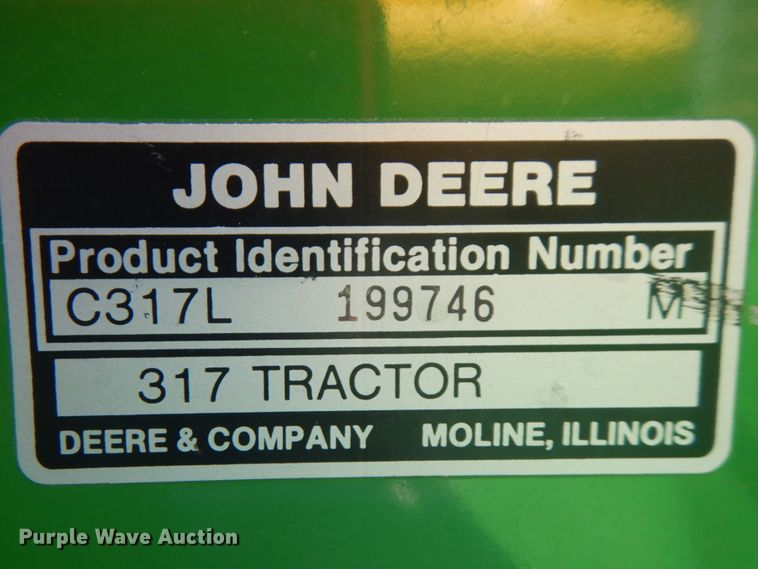 JOHN DEERE
Product Identification Number
C317L 199746 M
317 TRACTOR
DEERE & COMPANY MOLINE, ILLINOIS
Purple Wave Auction